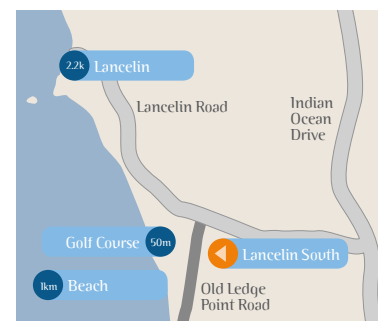 2.2k Lancelin
Lancelin Road
Indian
Ocean
Drive
Golf Course 50m
Lancelin South
1km Beach
Old Ledge
Point Road